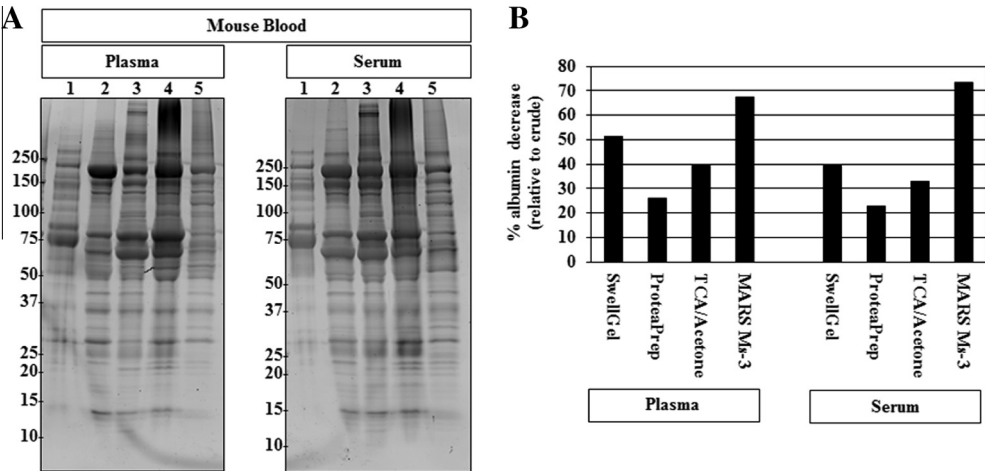 A
Mouse Blood
Plasma
Serum
1 2 3 4 5
1 2 3 4 5
250
150
100
75
50
37
25
20
15
10
250
150
100
75
50
37
25
20
15
10
B
% albumin decrease
(relative to crude)
80
70
60
50
40
30
20
10
0
SwellGel
ProteaPrep
TCA/Acetone
MARS Ms-3
SwellGel
ProteaPrep
TCA/Acetone
MARS Ms-3
Plasma
Serum